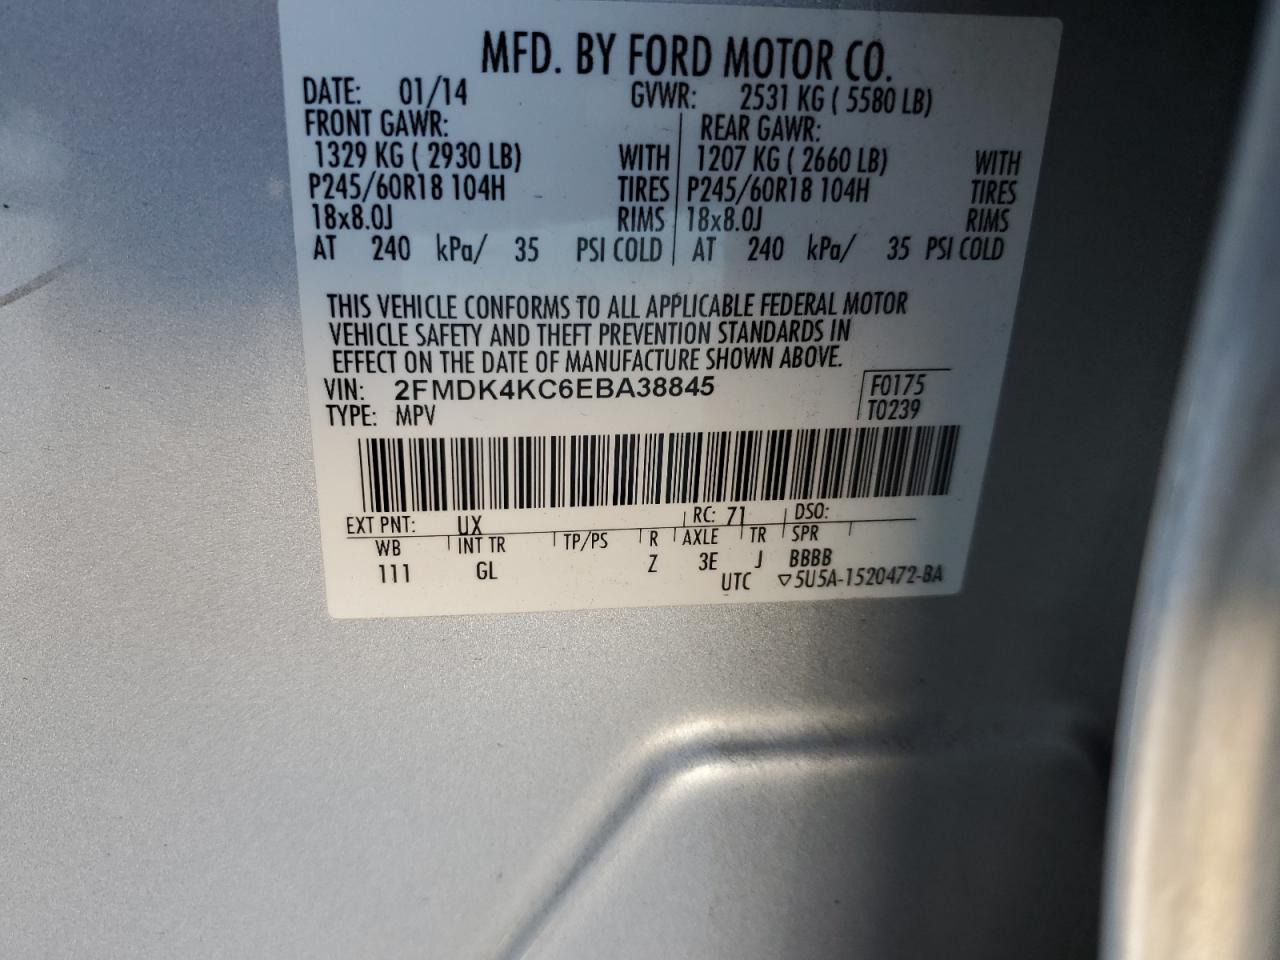 MFD. BY FORD MOTOR CO.
DATE: 01/14 GVWR: 2531 KG ( 5580 LB)
FRONT GAWR: REAR GAWR:
1329 KG ( 2930 LB) WITH 1207 KG ( 2660 LB) WITH
P245/60R18 104H TIRES P245/60R18 104H TIRES
18x8.0J RIMS 18x8.0J RIMS
AT 240 kPa/ 35 PSI COLD AT 240 kPa/ 35 PSI COLD
THIS VEHICLE CONFORMS TO ALL APPLICABLE FEDERAL MOTOR
VEHICLE SAFETY AND THEFT PREVENTION STANDARDS IN
EFFECT ON THE DATE OF MANUFACTURE SHOWN ABOVE.
VIN: 2FMDK4KC6EBA38845 F0175
TYPE: MPV T0239
EXT PNT: UX RC: 71 DSO:
WB INT TR TP/PS R AXLE TR SPR
111 GL Z 3E J BBBB
UTC ▽5U5A-1520472-BA